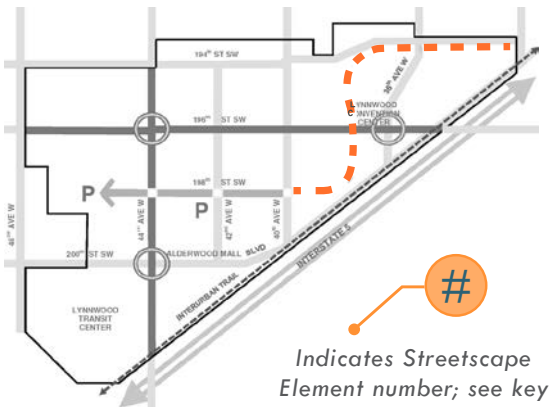 194TH ST SW
36TH AVE W
LYNNWOOD
CONVENTION
CENTER
196TH ST SW
198TH ST SW
P
P
48TH AVE W
44TH AVE W
42ND AVE W
40TH AVE W
200TH ST SW
ALDERWOOD MALL BLVD
INTERSTATE 5
INTERURBAN TRAIL
LYNNWOOD
TRANSIT
CENTER
#
Indicates Streetscape
Element number; see key